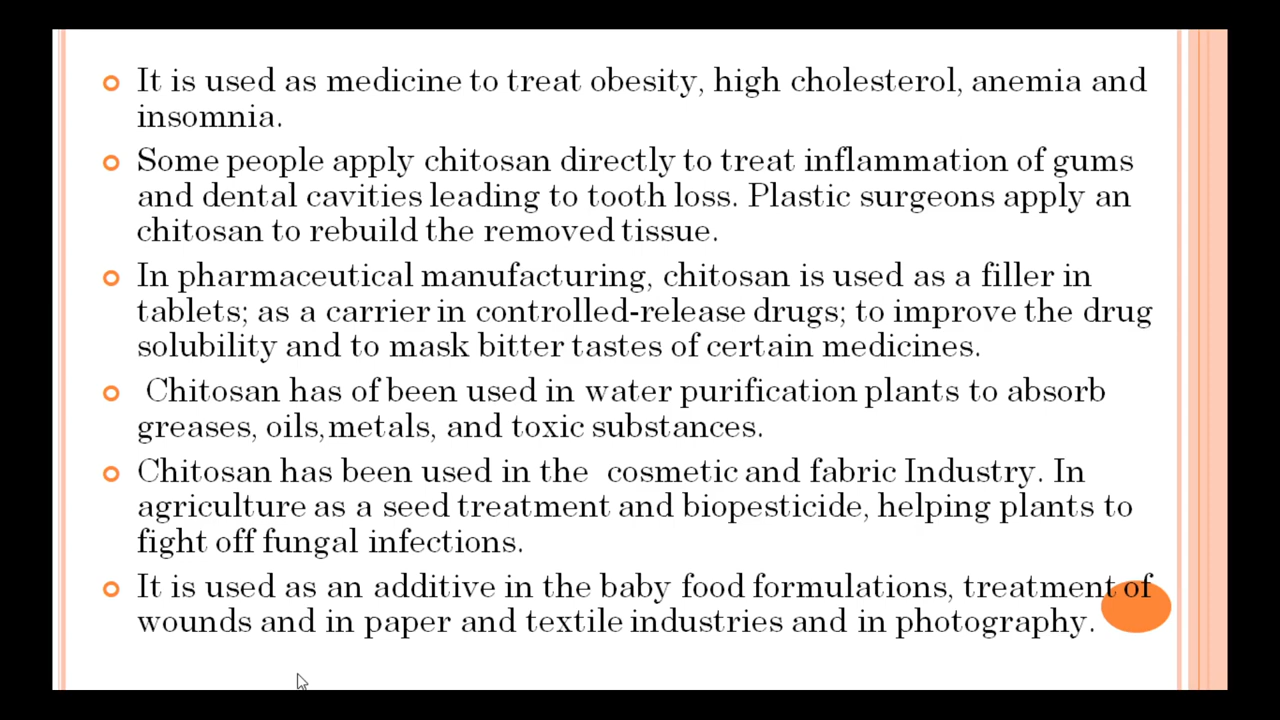 It is used as medicine to treat obesity, high cholesterol, anemia and
insomnia.
Some people apply chitosan directly to treat inflammation of gums
and dental cavities leading to tooth loss. Plastic surgeons apply an
chitosan to rebuild the removed tissue.
In pharmaceutical manufacturing, chitosan is used as a filler in
tablets; as a carrier in controlled-release drugs; to improve the drug
solubility and to mask bitter tastes of certain medicines.
Chitosan has of been used in water purification plants to absorb
greases, oils,metals, and toxic substances.
Chitosan has been used in the cosmetic and fabric Industry. In
agriculture as a seed treatment and biopesticide, helping plants to
fight off fungal infections.
It is used as an additive in the baby food formulations, treatment of
wounds and in paper and textile industries and in photography.